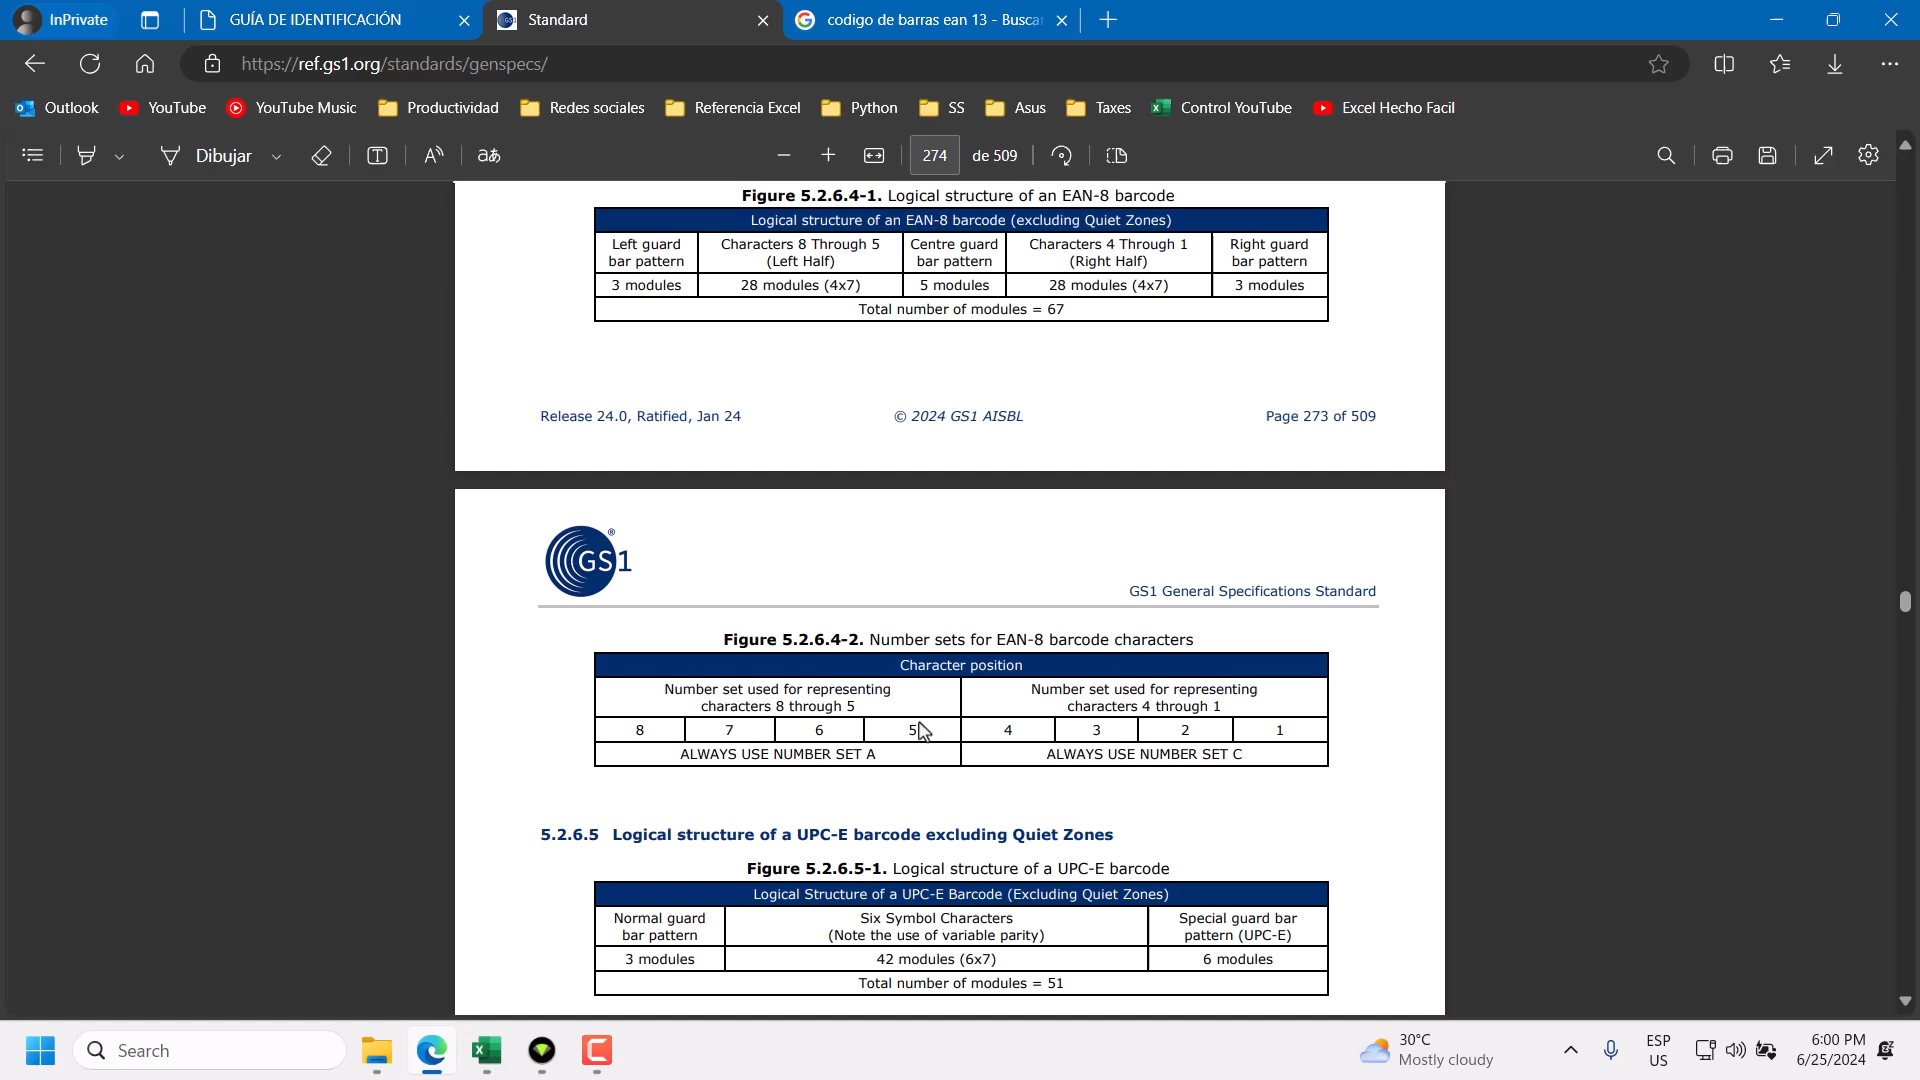 InPrivate
GUÍA DE IDENTIFICACIÓN
Standard
codigo de barras ean 13 - Busca
https://ref.gs1.org/standards/genspecs/
Outlook
YouTube
YouTube Music
Productividad
Redes sociales
Referencia Excel
Python
SS
Asus
Taxes
Control YouTube
Excel Hecho Facil
Dibujar
274 de 509
Figure 5.2.6.4-1. Logical structure of an EAN-8 barcode
Logical structure of an EAN-8 barcode (excluding Quiet Zones)
Left guard bar pattern
Characters 8 Through 5 (Left Half)
Centre guard bar pattern
Characters 4 Through 1 (Right Half)
Right guard bar pattern
3 modules
28 modules (4x7)
5 modules
28 modules (4x7)
3 modules
Total number of modules = 67
Release 24.0, Ratified, Jan 24
© 2024 GS1 AISBL
Page 273 of 509
GS1®
GS1 General Specifications Standard
Figure 5.2.6.4-2. Number sets for EAN-8 barcode characters
Character position
Number set used for representing characters 8 through 5
Number set used for representing characters 4 through 1
8 7 6 5 4 3 2 1
ALWAYS USE NUMBER SET A
ALWAYS USE NUMBER SET C
5.2.6.5 Logical structure of a UPC-E barcode excluding Quiet Zones
Figure 5.2.6.5-1. Logical structure of a UPC-E barcode
Logical Structure of a UPC-E Barcode (Excluding Quiet Zones)
Normal guard bar pattern
Six Symbol Characters (Note the use of variable parity)
Special guard bar pattern (UPC-E)
3 modules
42 modules (6x7)
6 modules
Total number of modules = 51
Search
30°C
Mostly cloudy
ESP
US
6:00 PM
6/25/2024